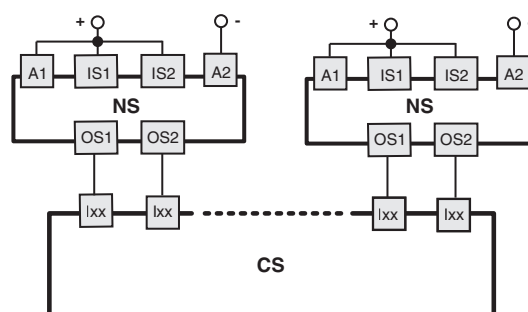 + - + -
A1 IS1 IS2 A2 A1 IS1 IS2 A2
NS NS
OS1 OS2 OS1 OS2
Ixx Ixx Ixx Ixx
CS